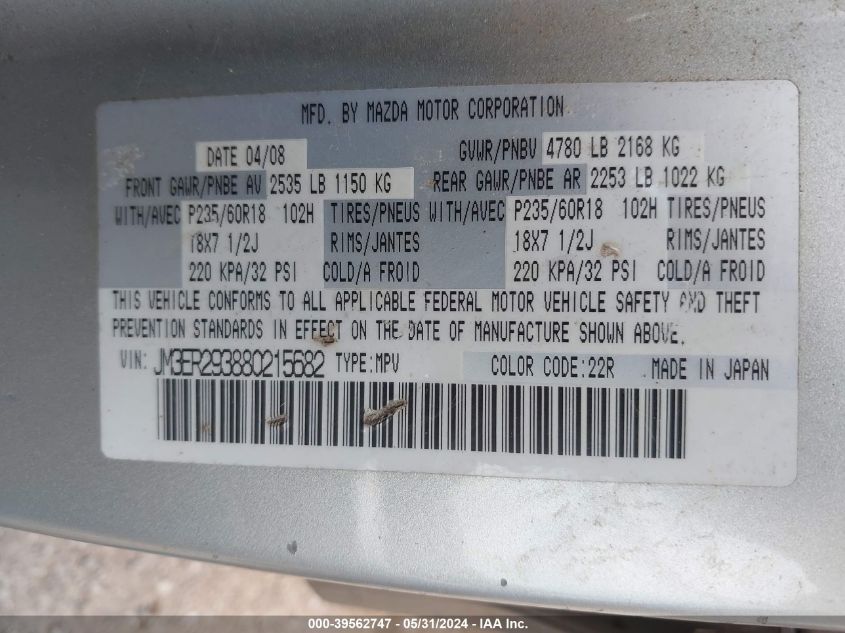 MFD. BY MAZDA MOTOR CORPORATION
DATE 04/08 GVWR/PNBV 4780 LB 2168 KG
FRONT GAWR/PNBE AV 2535 LB 1150 KG REAR GAWR/PNBE AR 2253 LB 1022 KG
WITH/AVEC P235/60R18 102H TIRES/PNEUS WITH/AVEC P235/60R18 102H TIRES/PNEUS
18X7 1/2J RIMS/JANTES 18X7 1/2J RIMS/JANTES
220 KPA/32 PSI COLD/A FROID 220 KPA/32 PSI COLD/A FROID
THIS VEHICLE CONFORMS TO ALL APPLICABLE FEDERAL MOTOR VEHICLE SAFETY AND THEFT
PREVENTION STANDARDS IN EFFECT ON THE DATE OF MANUFACTURE SHOWN ABOVE.
VIN: JM3ER293880215682 TYPE:MPV COLOR CODE:22R MADE IN JAPAN
000-39562747 - 05/31/2024 - IAA Inc.